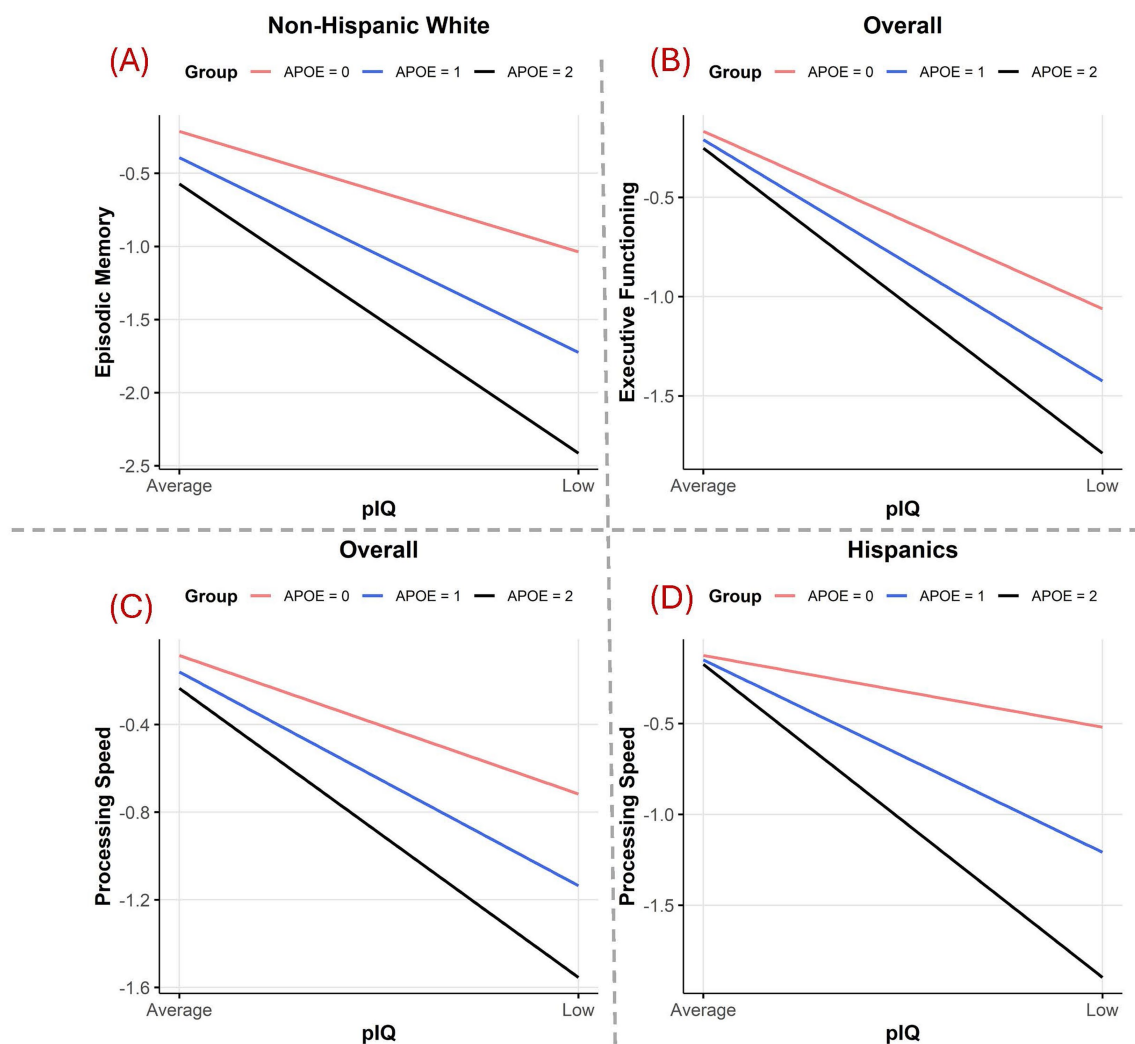 Non-Hispanic White
(A)
Group APOE = 0 APOE = 1 APOE = 2
Episodic Memory
-0.5
-1.0
-1.5
-2.0
-2.5
Average Low
pIQ
Overall
(B)
Group APOE = 0 APOE = 1 APOE = 2
Executive Functioning
-0.5
-1.0
-1.5
Average Low
pIQ
Overall
(C)
Group APOE = 0 APOE = 1 APOE = 2
Processing Speed
-0.4
-0.8
-1.2
-1.6
Average Low
pIQ
Hispanics
(D)
Group APOE = 0 APOE = 1 APOE = 2
Processing Speed
-0.5
-1.0
-1.5
Average Low
pIQ